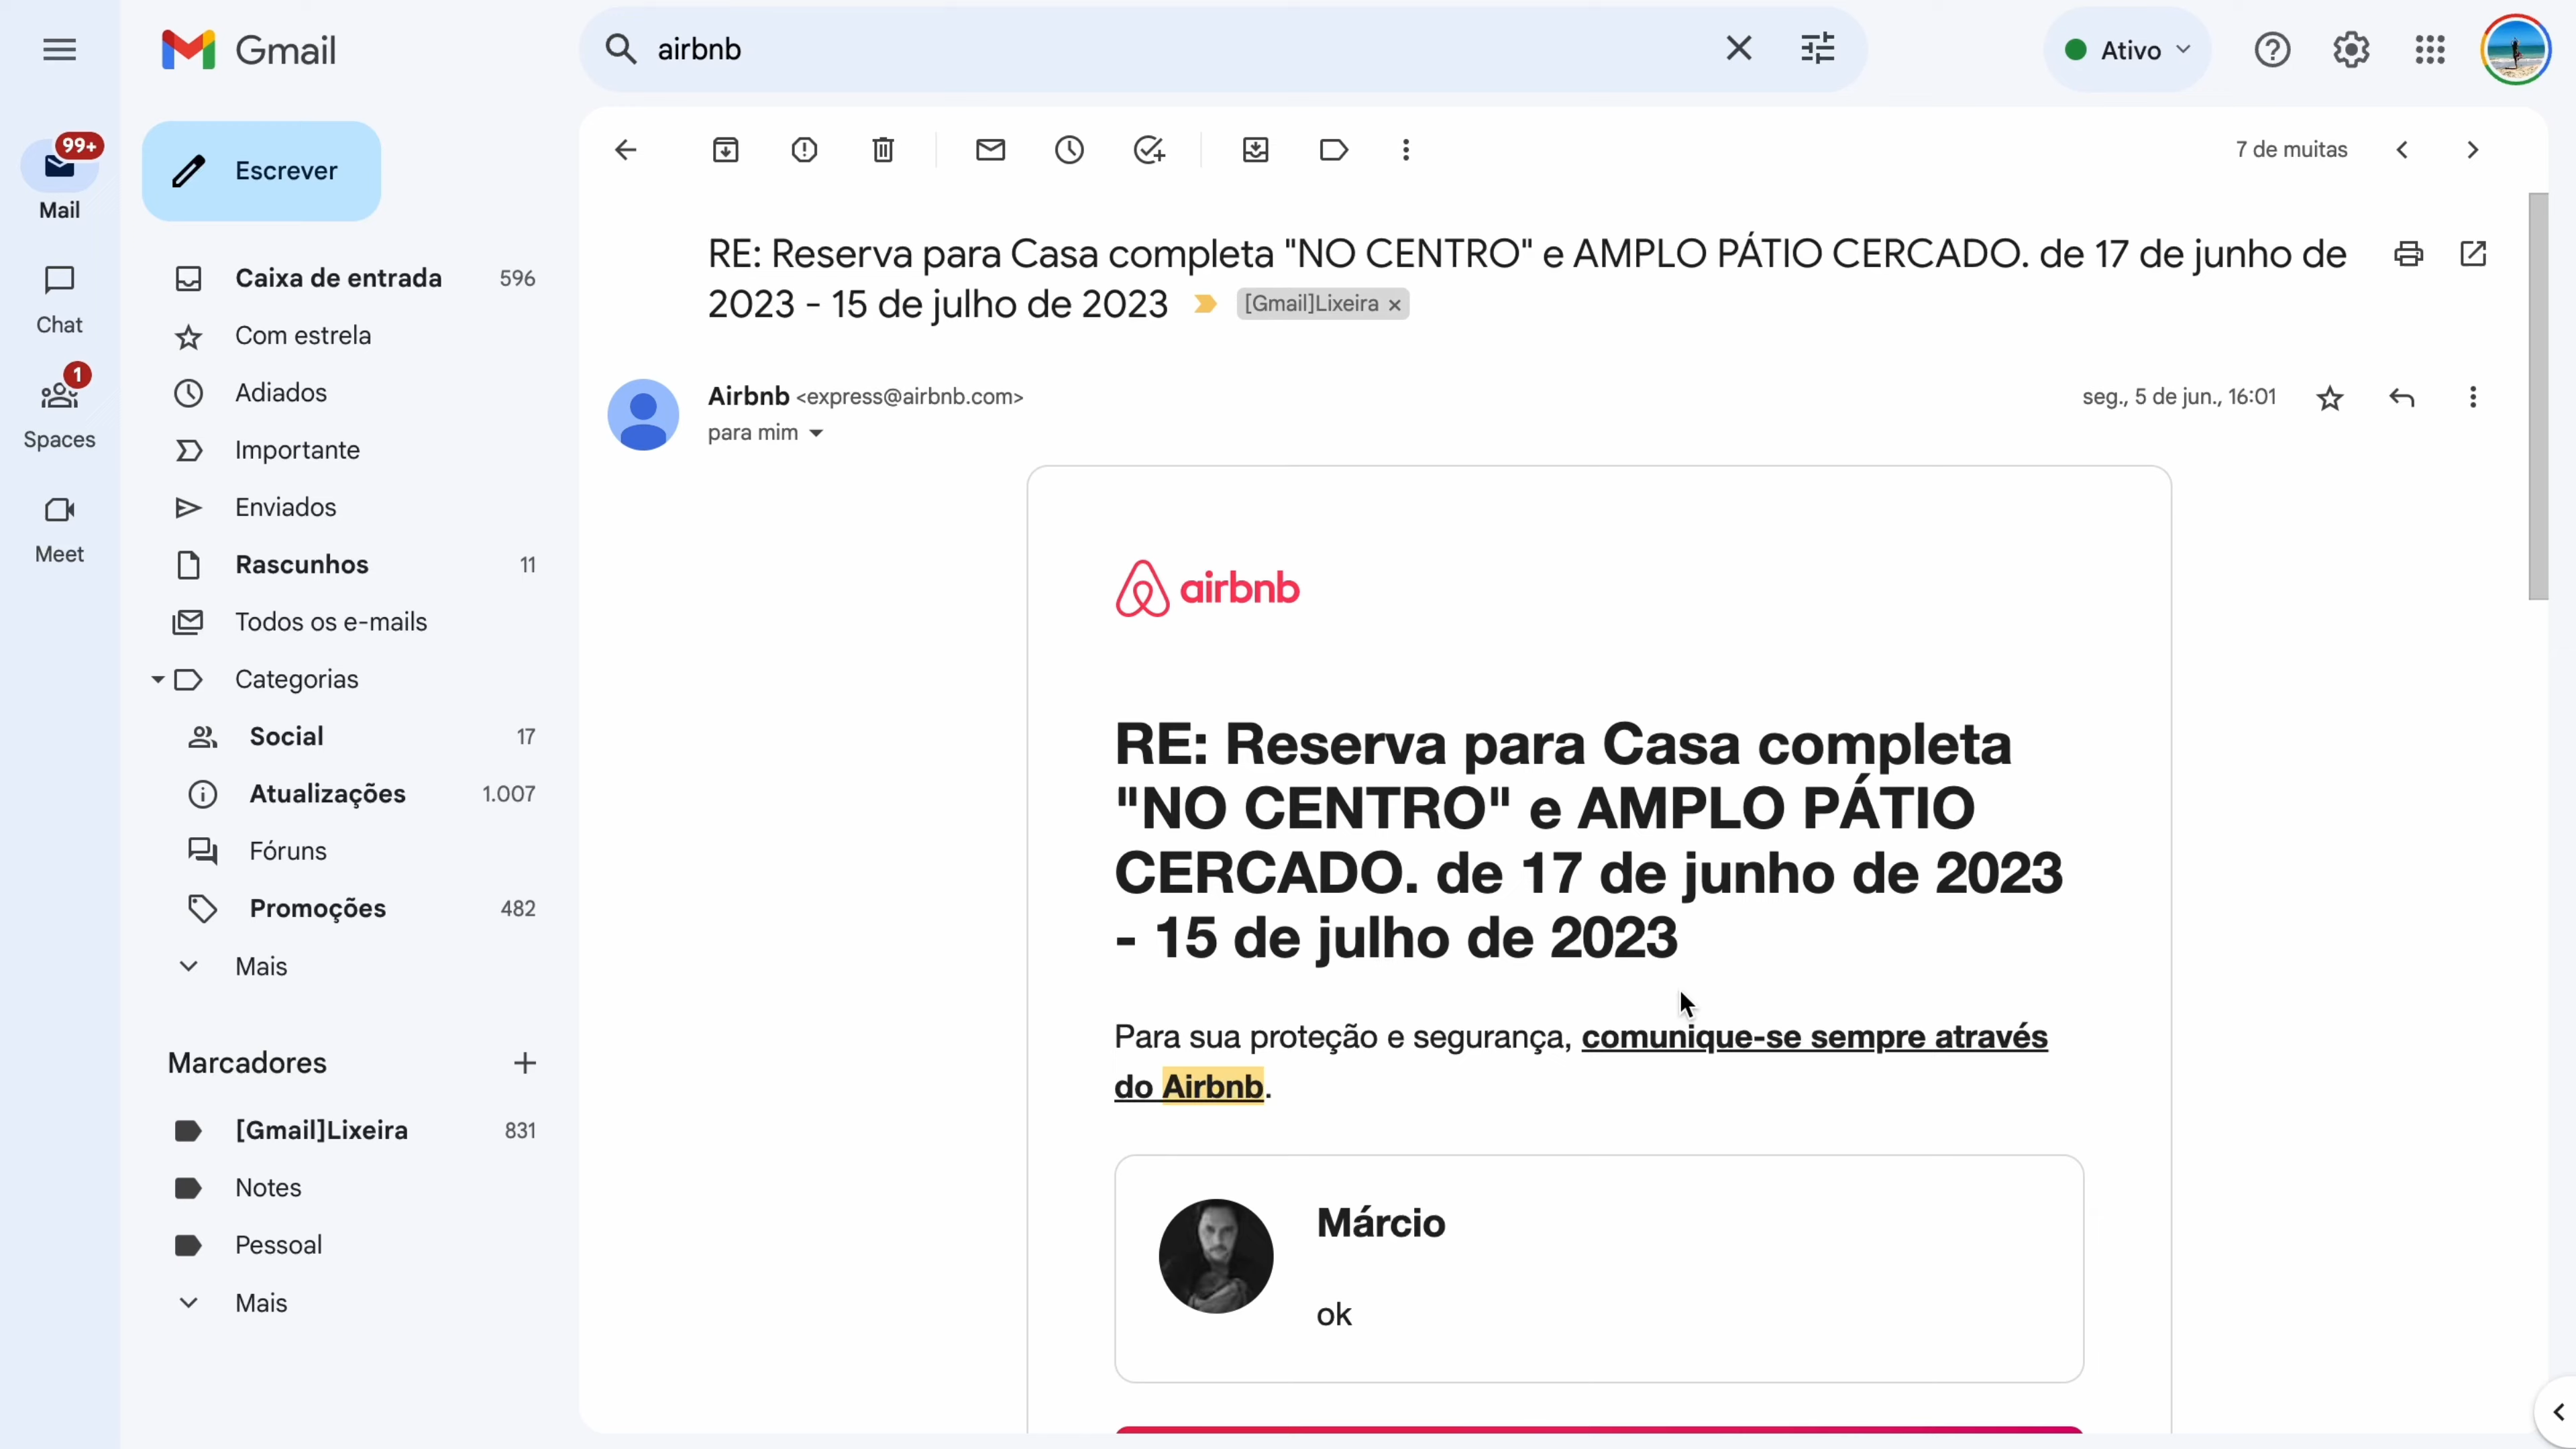 Gmail
airbnb
Ativo
99+
Mail
Chat
1
Spaces
Meet
Escrever
Caixa de entrada 596
Com estrela
Adiados
Importante
Enviados
Rascunhos 11
Todos os e-mails
Categorias
Social 17
Atualizações 1.007
Fóruns
Promoções 482
Mais
Marcadores
[Gmail]Lixeira 831
Notes
Pessoal
Mais
7 de muitas
RE: Reserva para Casa completa "NO CENTRO" e AMPLO PÁTIO CERCADO. de 17 de junho de
2023 - 15 de julho de 2023 [Gmail]Lixeira ×
Airbnb <express@airbnb.com>
seg., 5 de jun., 16:01
para mim
airbnb
RE: Reserva para Casa completa
"NO CENTRO" e AMPLO PÁTIO
CERCADO. de 17 de junho de 2023
- 15 de julho de 2023
Para sua proteção e segurança, comunique-se sempre através
do Airbnb.
Márcio
ok